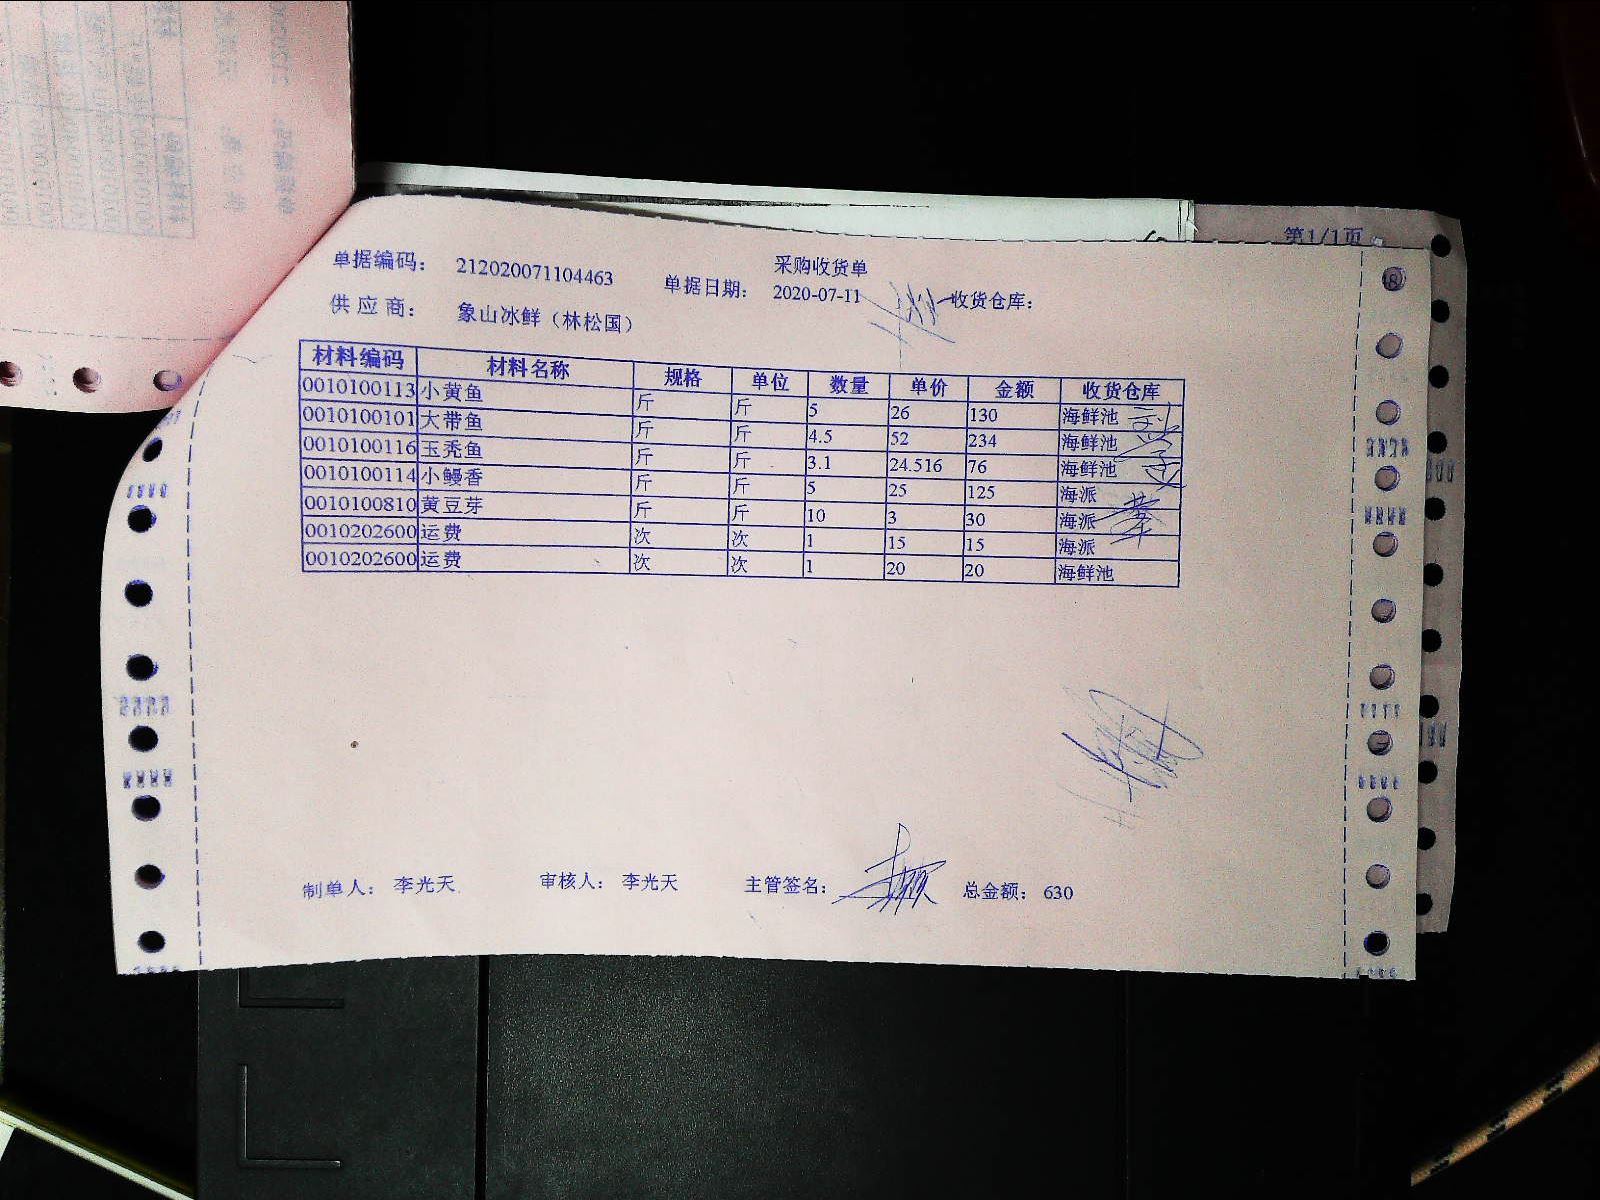 第1/1页
采购收货单
单据编码： 212020071104463 单据日期： 2020-07-11 收货仓库：
供应商： 象山冰鲜（林松国）
材料编码 材料名称 规格 单位 数量 单价 金额 收货仓库
0010100113 小黄鱼 斤 斤 5 26 130 海鲜池
0010100101 大带鱼 斤 斤 4.5 52 234 海鲜池
0010100116 玉秃鱼 斤 斤 3.1 24.516 76 海鲜池
0010100114 小鳗香 斤 斤 5 25 125 海派
0010100810 黄豆芽 斤 斤 10 3 30 海派
0010202600 运费 次 次 1 15 15 海派
0010202600 运费 次 次 1 20 20 海鲜池
制单人： 李光天 审核人： 李光天 主管签名： 总金额： 630